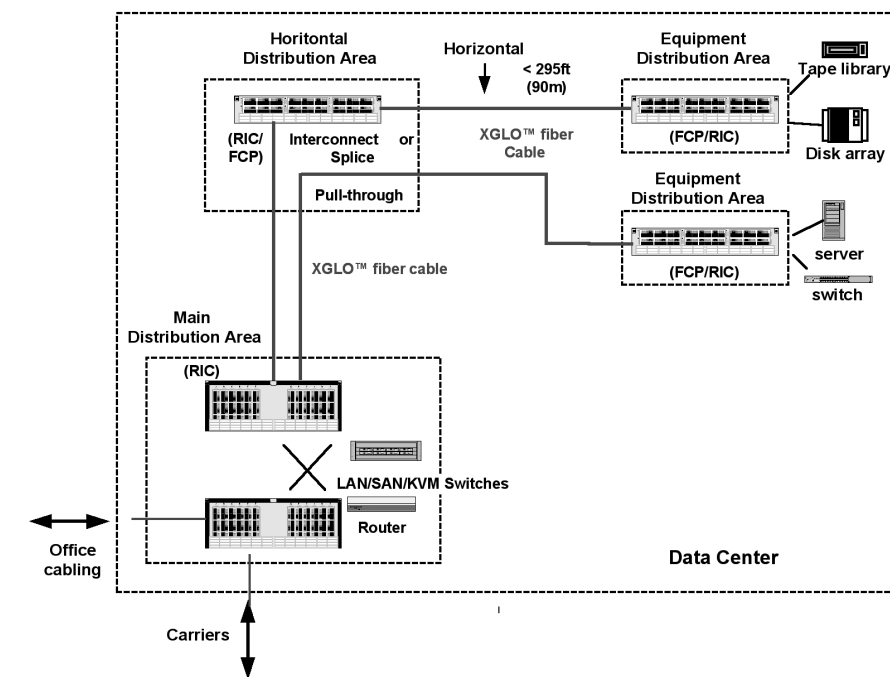 Horitontal
Distribution Area
Horizontal
< 295ft
(90m)
Equipment
Distribution Area
Tape library
(RIC/
FCP)
Interconnect or
Splice
XGLO™ fiber
Cable
(FCP/RIC)
Disk array
Pull-through
Equipment
Distribution Area
XGLO™ fiber cable
(FCP/RIC)
server
switch
Main
Distribution Area
(RIC)
LAN/SAN/KVM Switches
Router
Office
cabling
Data Center
Carriers